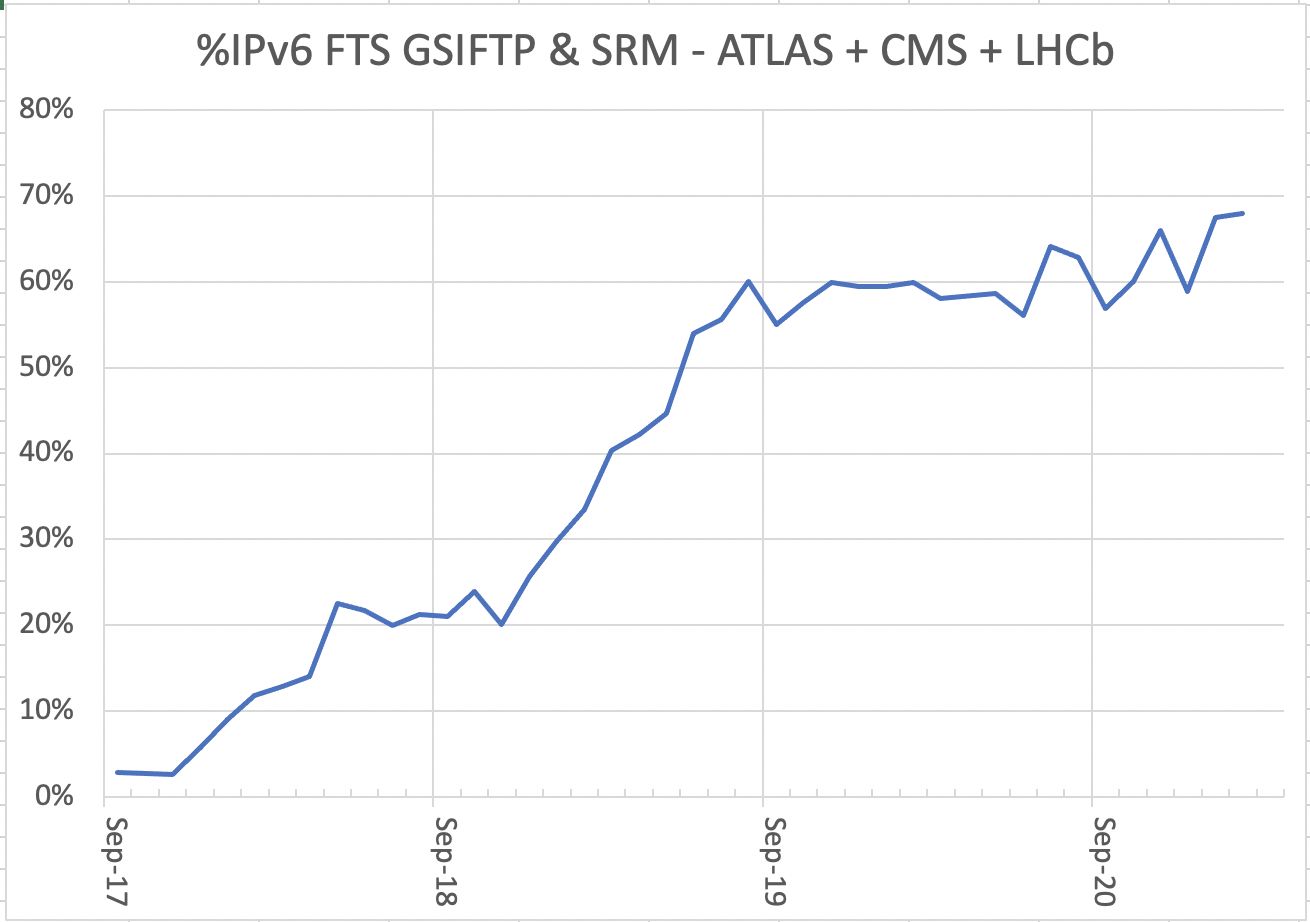 %IPv6 FTS GSIFTP & SRM - ATLAS + CMS + LHCb
80%
70%
60%
50%
40%
30%
20%
10%
0%
Sep-17
Sep-18
Sep-19
Sep-20